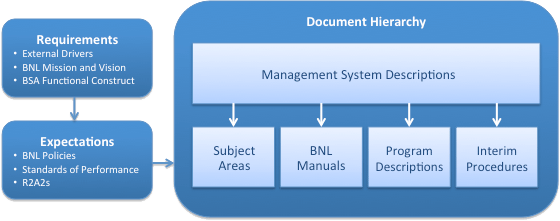 Requirements
• External Drivers
• BNL Mission and Vision
• BSA Functional Construct
Expectations
• BNL Policies
• Standards of Performance
• R2A2s
Document Hierarchy
Management System Descriptions
Subject
Areas
BNL
Manuals
Program
Descriptions
Interim
Procedures